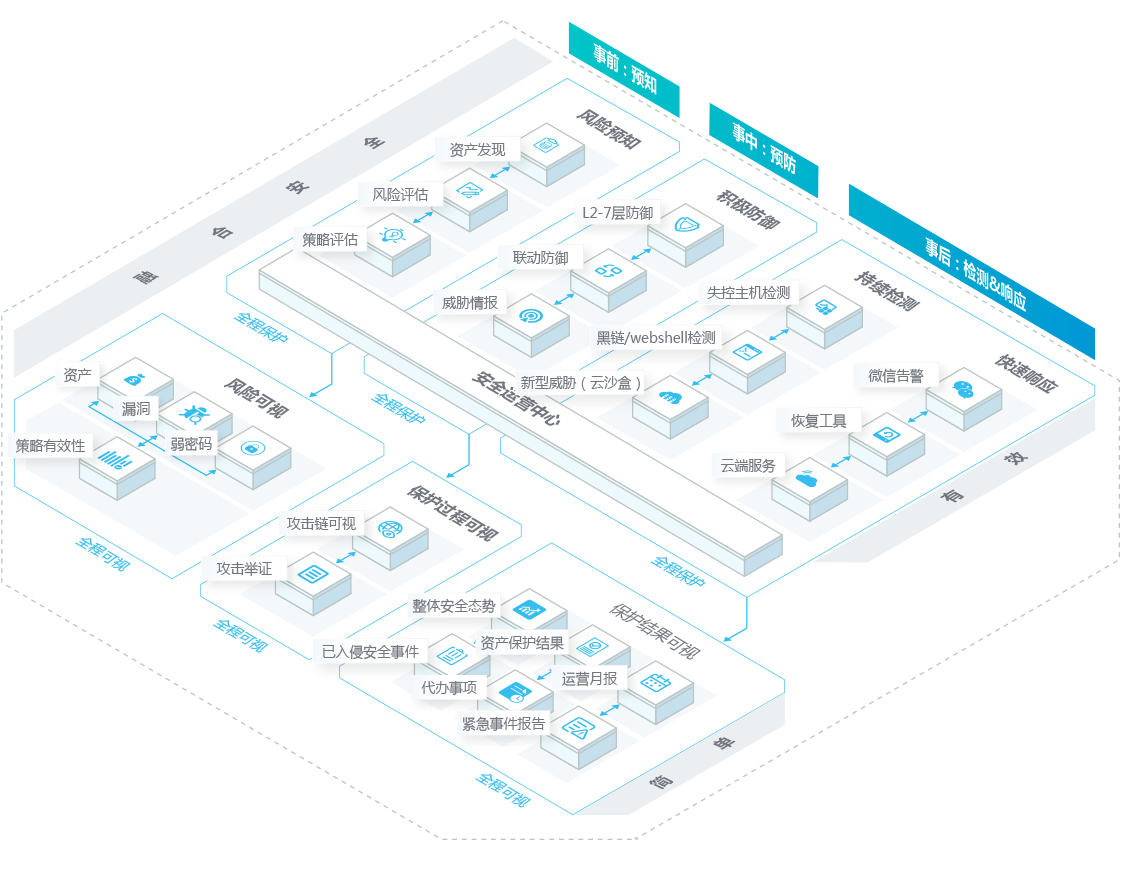 事前：预知
事中：预防
事后：检测&响应
融合安全
风险预知
资产发现
风险评估
策略评估
积极防御
L2-7层防御
联动防御
威胁情报
持续检测
失控主机检测
黑链/webshell检测
新型威胁（云沙盒）
快速响应
微信告警
恢复工具
云端服务
安全运营中心
有效
全程保护
全程保护
全程保护
风险可视
资产
漏洞
弱密码
策略有效性
全程可视
保护过程可视
攻击链可视
攻击举证
全程可视
保护结果可视
整体安全态势
资产保护结果
已入侵安全事件
运营月报
代办事项
紧急事件报告
全程可视
简单